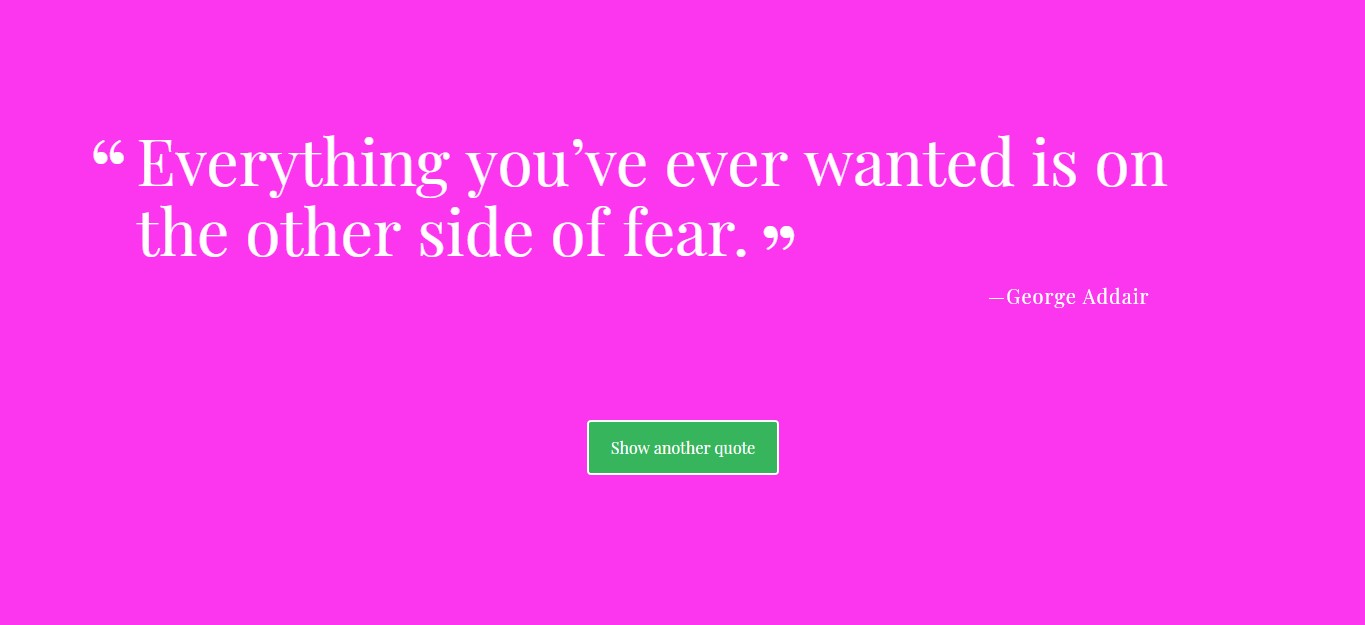 “Everything you’ve ever wanted is on
the other side of fear.”
—George Addair
Show another quote